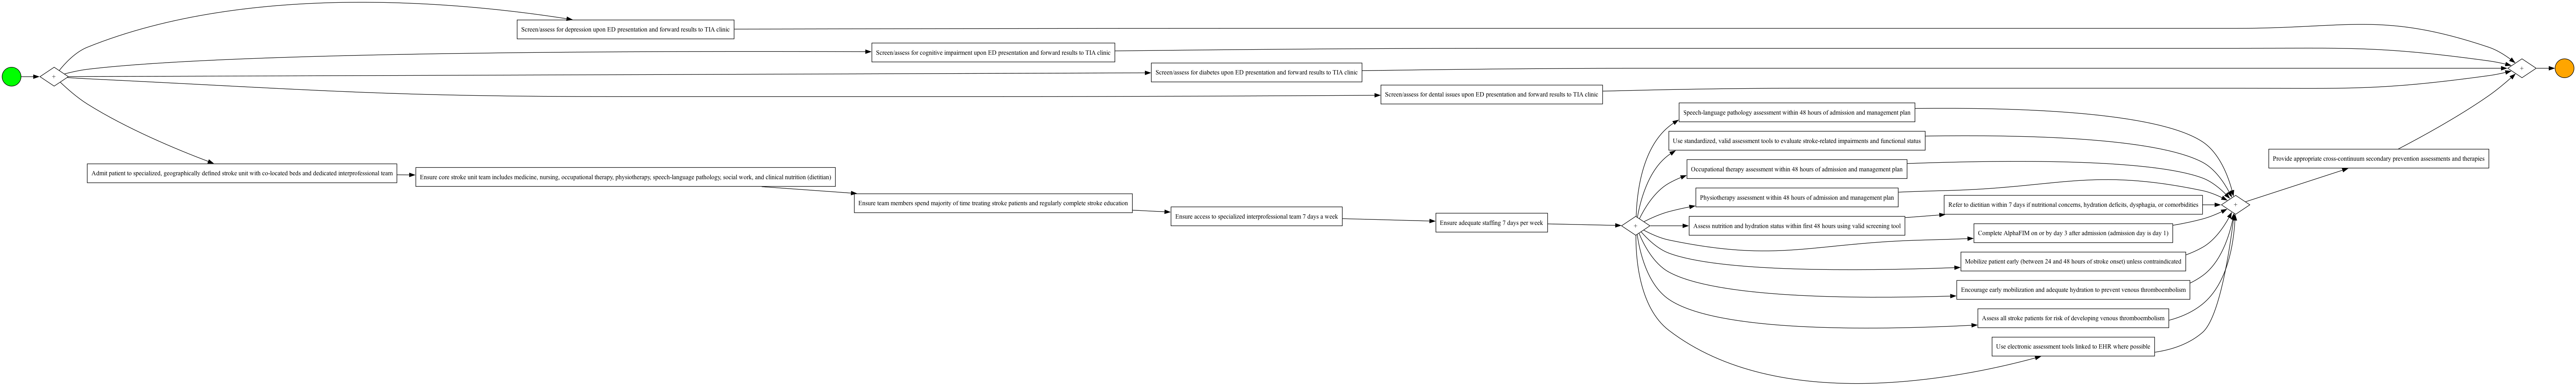 Screen/assess for depression upon ED presentation and forward results to TIA clinic
Screen/assess for cognitive impairment upon ED presentation and forward results to TIA clinic
+
Screen/assess for diabetes upon ED presentation and forward results to TIA clinic
+
Screen/assess for dental issues upon ED presentation and forward results to TIA clinic
Speech-language pathology assessment within 48 hours of admission and management plan
Use standardized, valid assessment tools to evaluate stroke-related impairments and functional status
Provide appropriate cross-continuum secondary prevention assessments and therapies
Admit patient to specialized, geographically defined stroke unit with co-located beds and dedicated interprofessional team
Ensure core stroke unit team includes medicine, nursing, occupational therapy, physiotherapy, speech-language pathology, social work, and clinical nutrition (dietitian)
Occupational therapy assessment within 48 hours of admission and management plan
Ensure team members spend majority of time treating stroke patients and regularly complete stroke education
Physiotherapy assessment within 48 hours of admission and management plan
Refer to dietitian within 7 days if nutritional concerns, hydration deficits, dysphagia, or comorbidities
+
Ensure access to specialized interprofessional team 7 days a week
Ensure adequate staffing 7 days per week
+
Assess nutrition and hydration status within first 48 hours using valid screening tool
Complete AlphaFIM on or by day 3 after admission (admission day is day 1)
Mobilize patient early (between 24 and 48 hours of stroke onset) unless contraindicated
Encourage early mobilization and adequate hydration to prevent venous thromboembolism
Assess all stroke patients for risk of developing venous thromboembolism
Use electronic assessment tools linked to EHR where possible